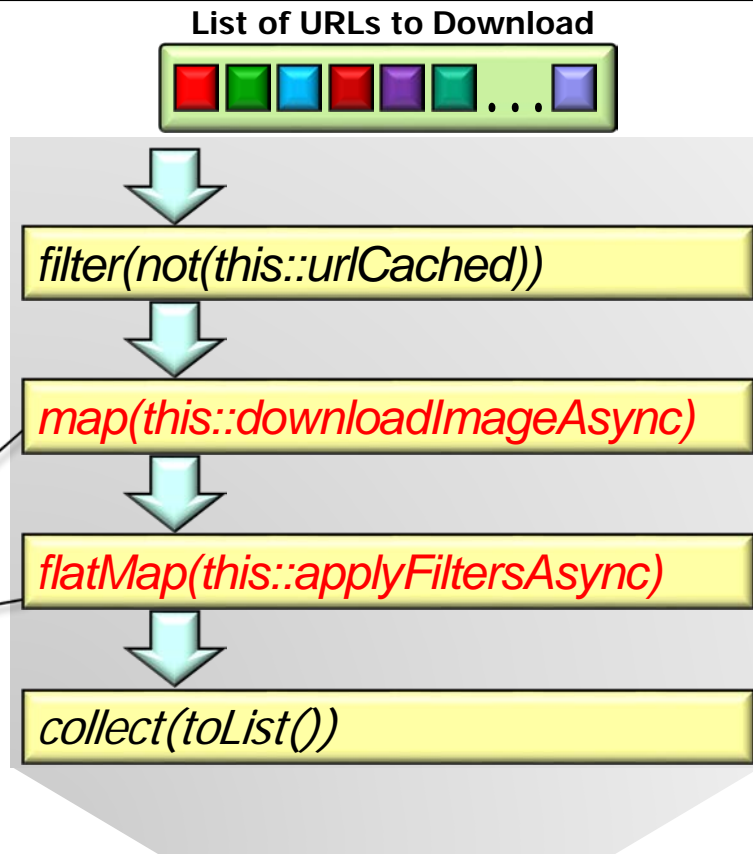 List of URLs to Download
...
filter(not(this::urlCached))
map(this::downloadImageAsync)
flatMap(this::applyFiltersAsync)
collect(toList())